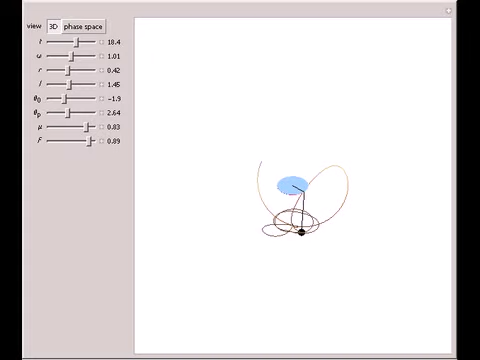 view 3D phase space
t 18.4
ω 1.01
r 0.42
l 1.45
θ0 -1.9
θp 2.64
μ 0.83
F 0.89